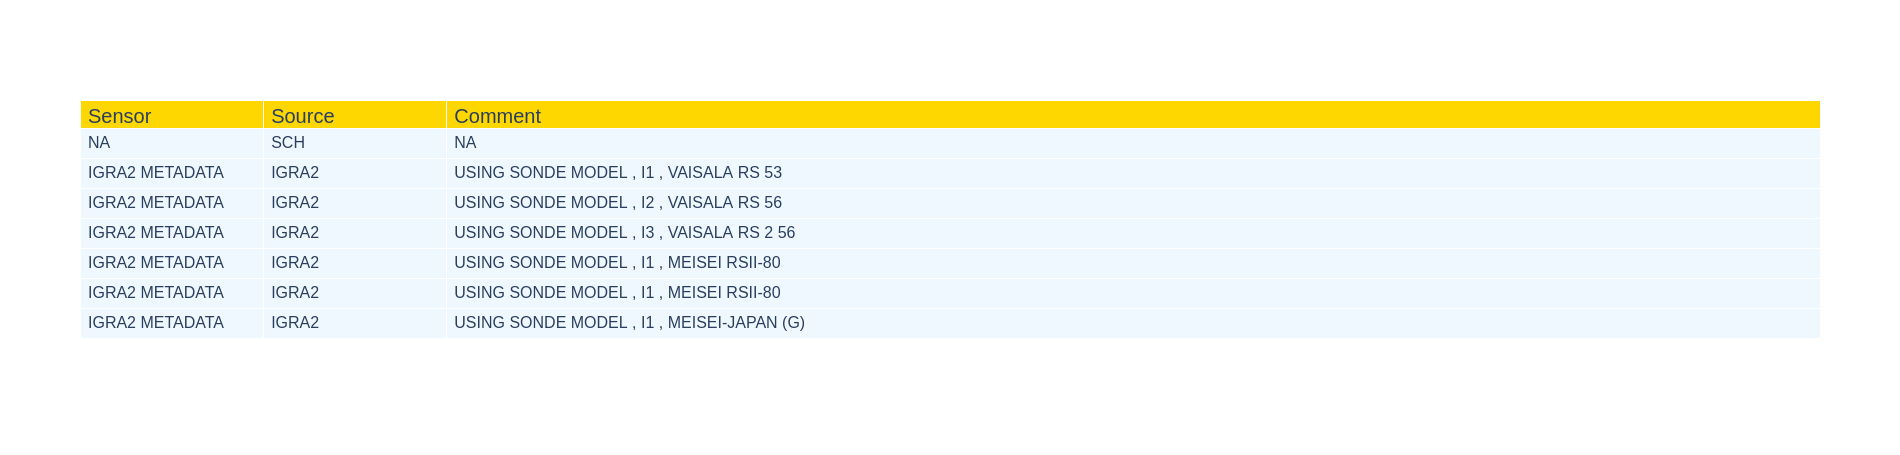 Sensor Source Comment
NA SCH NA
IGRA2 METADATA IGRA2 USING SONDE MODEL , I1 , VAISALA RS 53
IGRA2 METADATA IGRA2 USING SONDE MODEL , I2 , VAISALA RS 56
IGRA2 METADATA IGRA2 USING SONDE MODEL , I3 , VAISALA RS 2 56
IGRA2 METADATA IGRA2 USING SONDE MODEL , I1 , MEISEI RSII-80
IGRA2 METADATA IGRA2 USING SONDE MODEL , I1 , MEISEI RSII-80
IGRA2 METADATA IGRA2 USING SONDE MODEL , I1 , MEISEI-JAPAN (G)